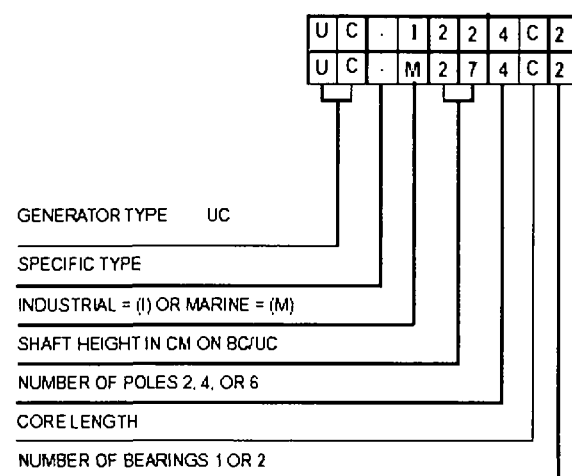 U C . 1 2 2 4 C 2
U C . M 2 7 4 C 2
GENERATOR TYPE UC
SPECIFIC TYPE
INDUSTRIAL = (I) OR MARINE = (M)
SHAFT HEIGHT IN CM ON BC/UC
NUMBER OF POLES 2, 4, OR 6
CORE LENGTH
NUMBER OF BEARINGS 1 OR 2